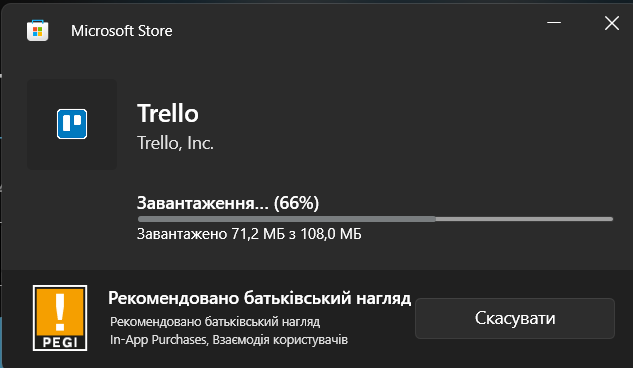 Microsoft Store
Trello
Trello, Inc.
Завантаження... (66%)
Завантажено 71,2 МБ з 108,0 МБ
Рекомендовано батьківський нагляд
Рекомендовано батьківський нагляд
In-App Purchases, Взаємодія користувачів
Скасувати
!
PEGI